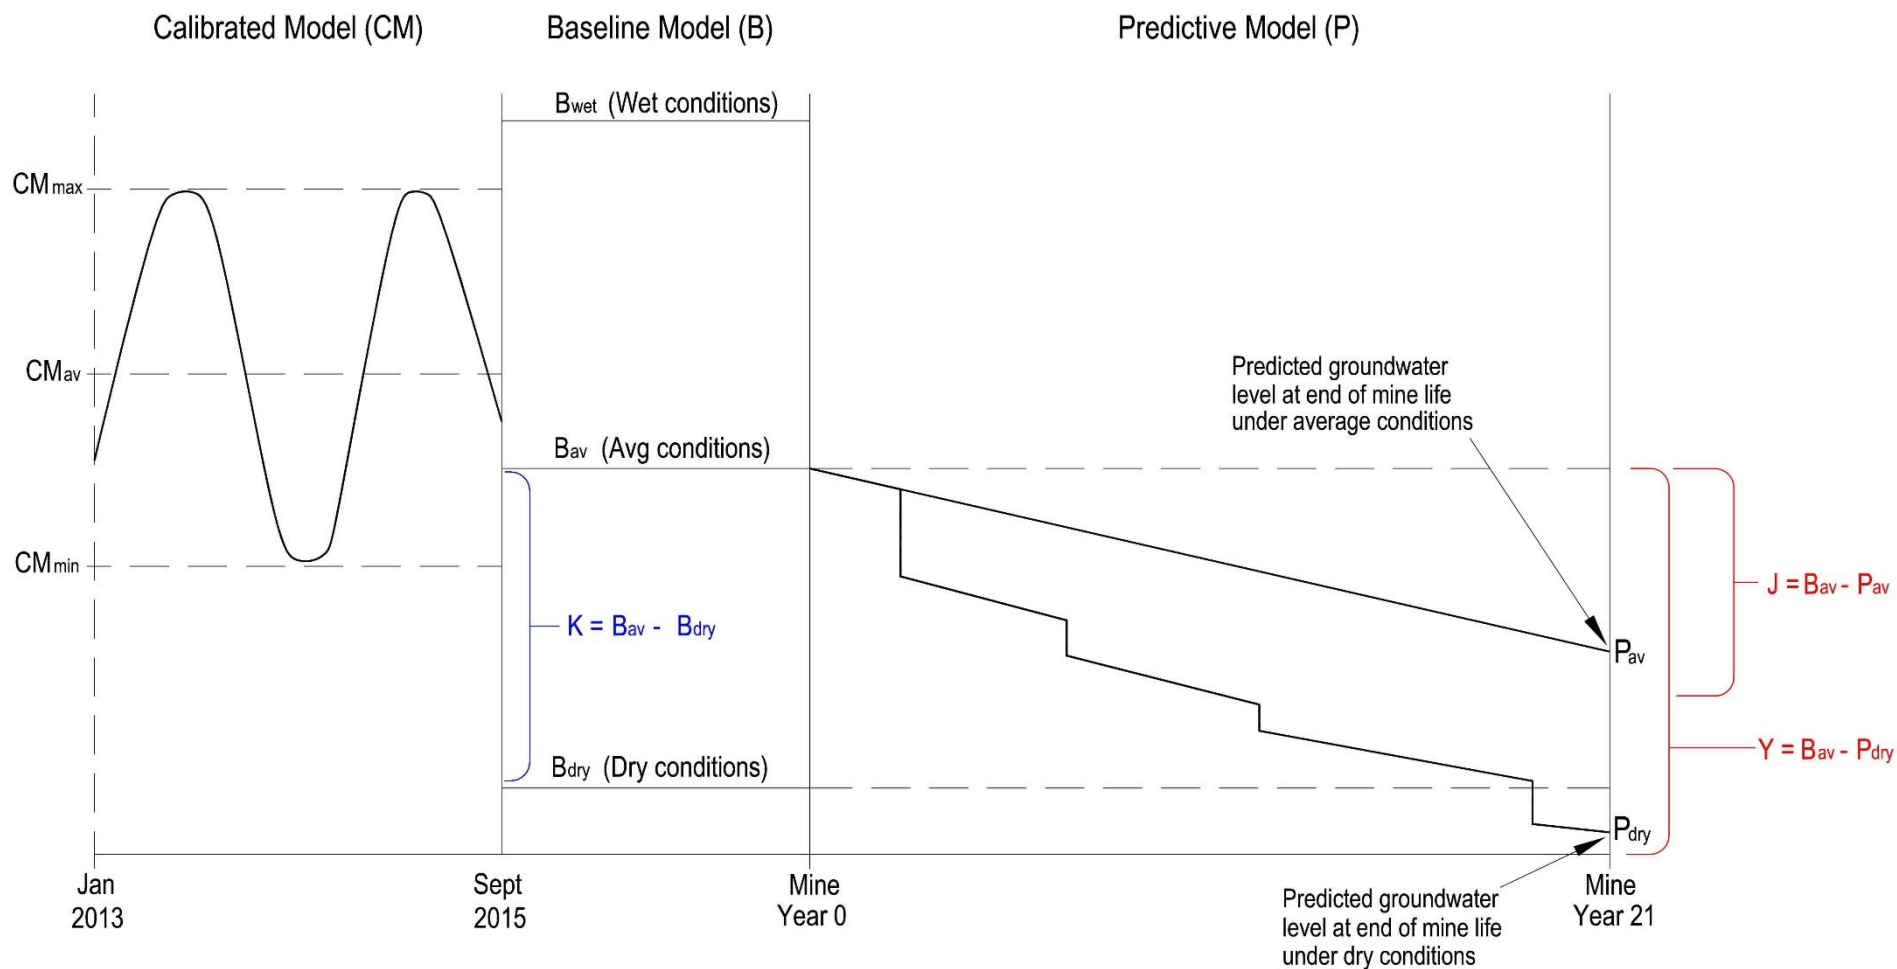 Calibrated Model (CM)
Baseline Model (B)
Predictive Model (P)
Bwet (Wet conditions)
CMmax
CMav
CMmin
Bav (Avg conditions)
K = Bav - Bdry
Bdry (Dry conditions)
Predicted groundwater
level at end of mine life
under average conditions
Pav
J = Bav - Pav
Y = Bav - Pdry
Pdry
Predicted groundwater
level at end of mine life
under dry conditions
Jan
2013
Sept
2015
Mine
Year 0
Mine
Year 21